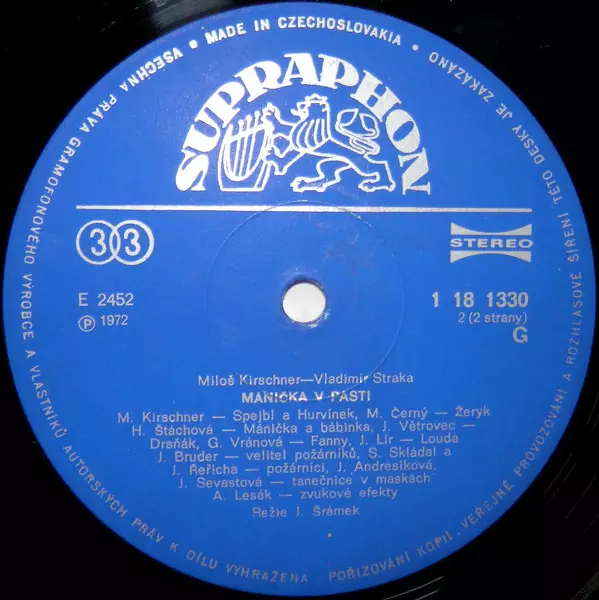 VŠECHNA PRÁVA GRAMOFONOVÉHO VÝROBCE A VLASTNÍKŮ AUTORSKÝCH PRÁV K DÍLU VYHRAŽENA
• MADE IN CZECHOSLOVAKIA •
POŘIZOVÁNÍ KOPIÍ, VEŘEJNÉ PROVOZOVÁNÍ A ROZHLASOVÉ ŠÍŘENÍ TÉTO DESKY JE ZAKÁZÁNO
SUPRAPHON
33
STEREO
E 2452
1 18 1330
Ⓟ 1972
2 (2 strany)
G
Miloš Kirschner—Vladimír Straka
MÁNIČKA V PASTI
M. Kirschner — Spejbl a Hurvínek, M. Černý — Žeryk
H. Štáchová — Mánička a bábinka, J. Větrovec —
Drsňák, G. Vránová — Fanny, J. Lír — Louda
J. Bruder — velitel požárníků, S. Skládal a
J. Řeřicha — požárníci, J. Andresíková,
J. Sevastová — tanečnice v maskách
A. Lesák — zvukové efekty
Režie J. Šrámek